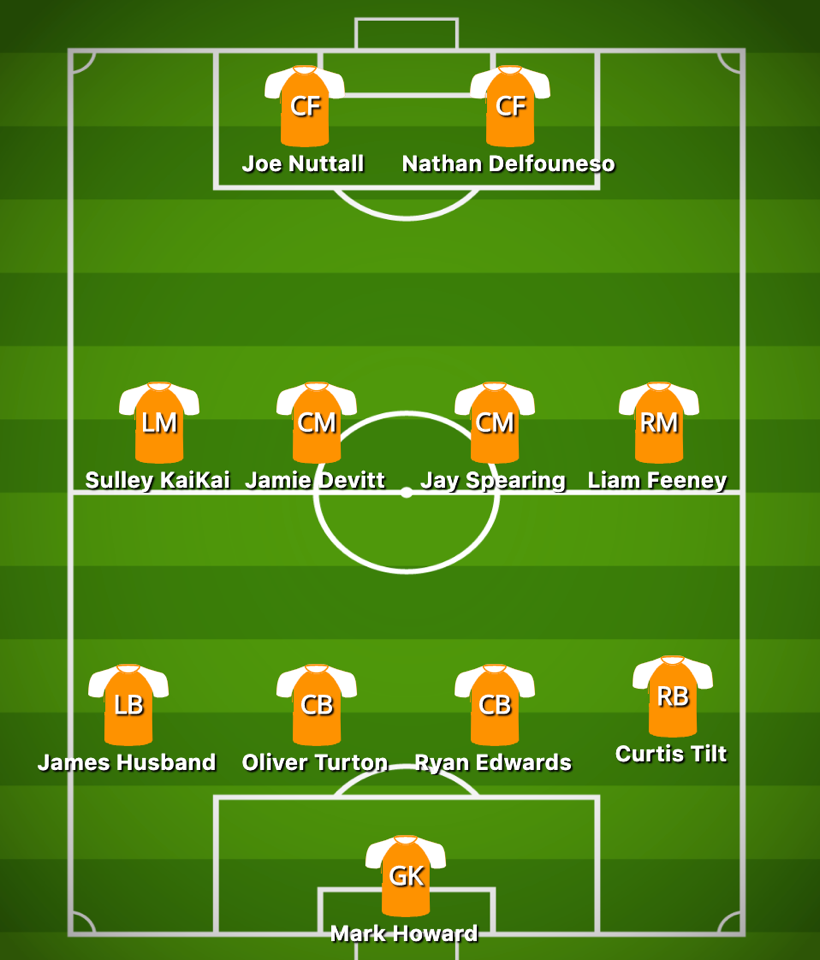 CF CF
Joe Nuttall Nathan Delfouneso
LM CM CM RM
Sulley KaiKai Jamie Devitt Jay Spearing Liam Feeney
LB CB CB RB
James Husband Oliver Turton Ryan Edwards Curtis Tilt
GK
Mark Howard